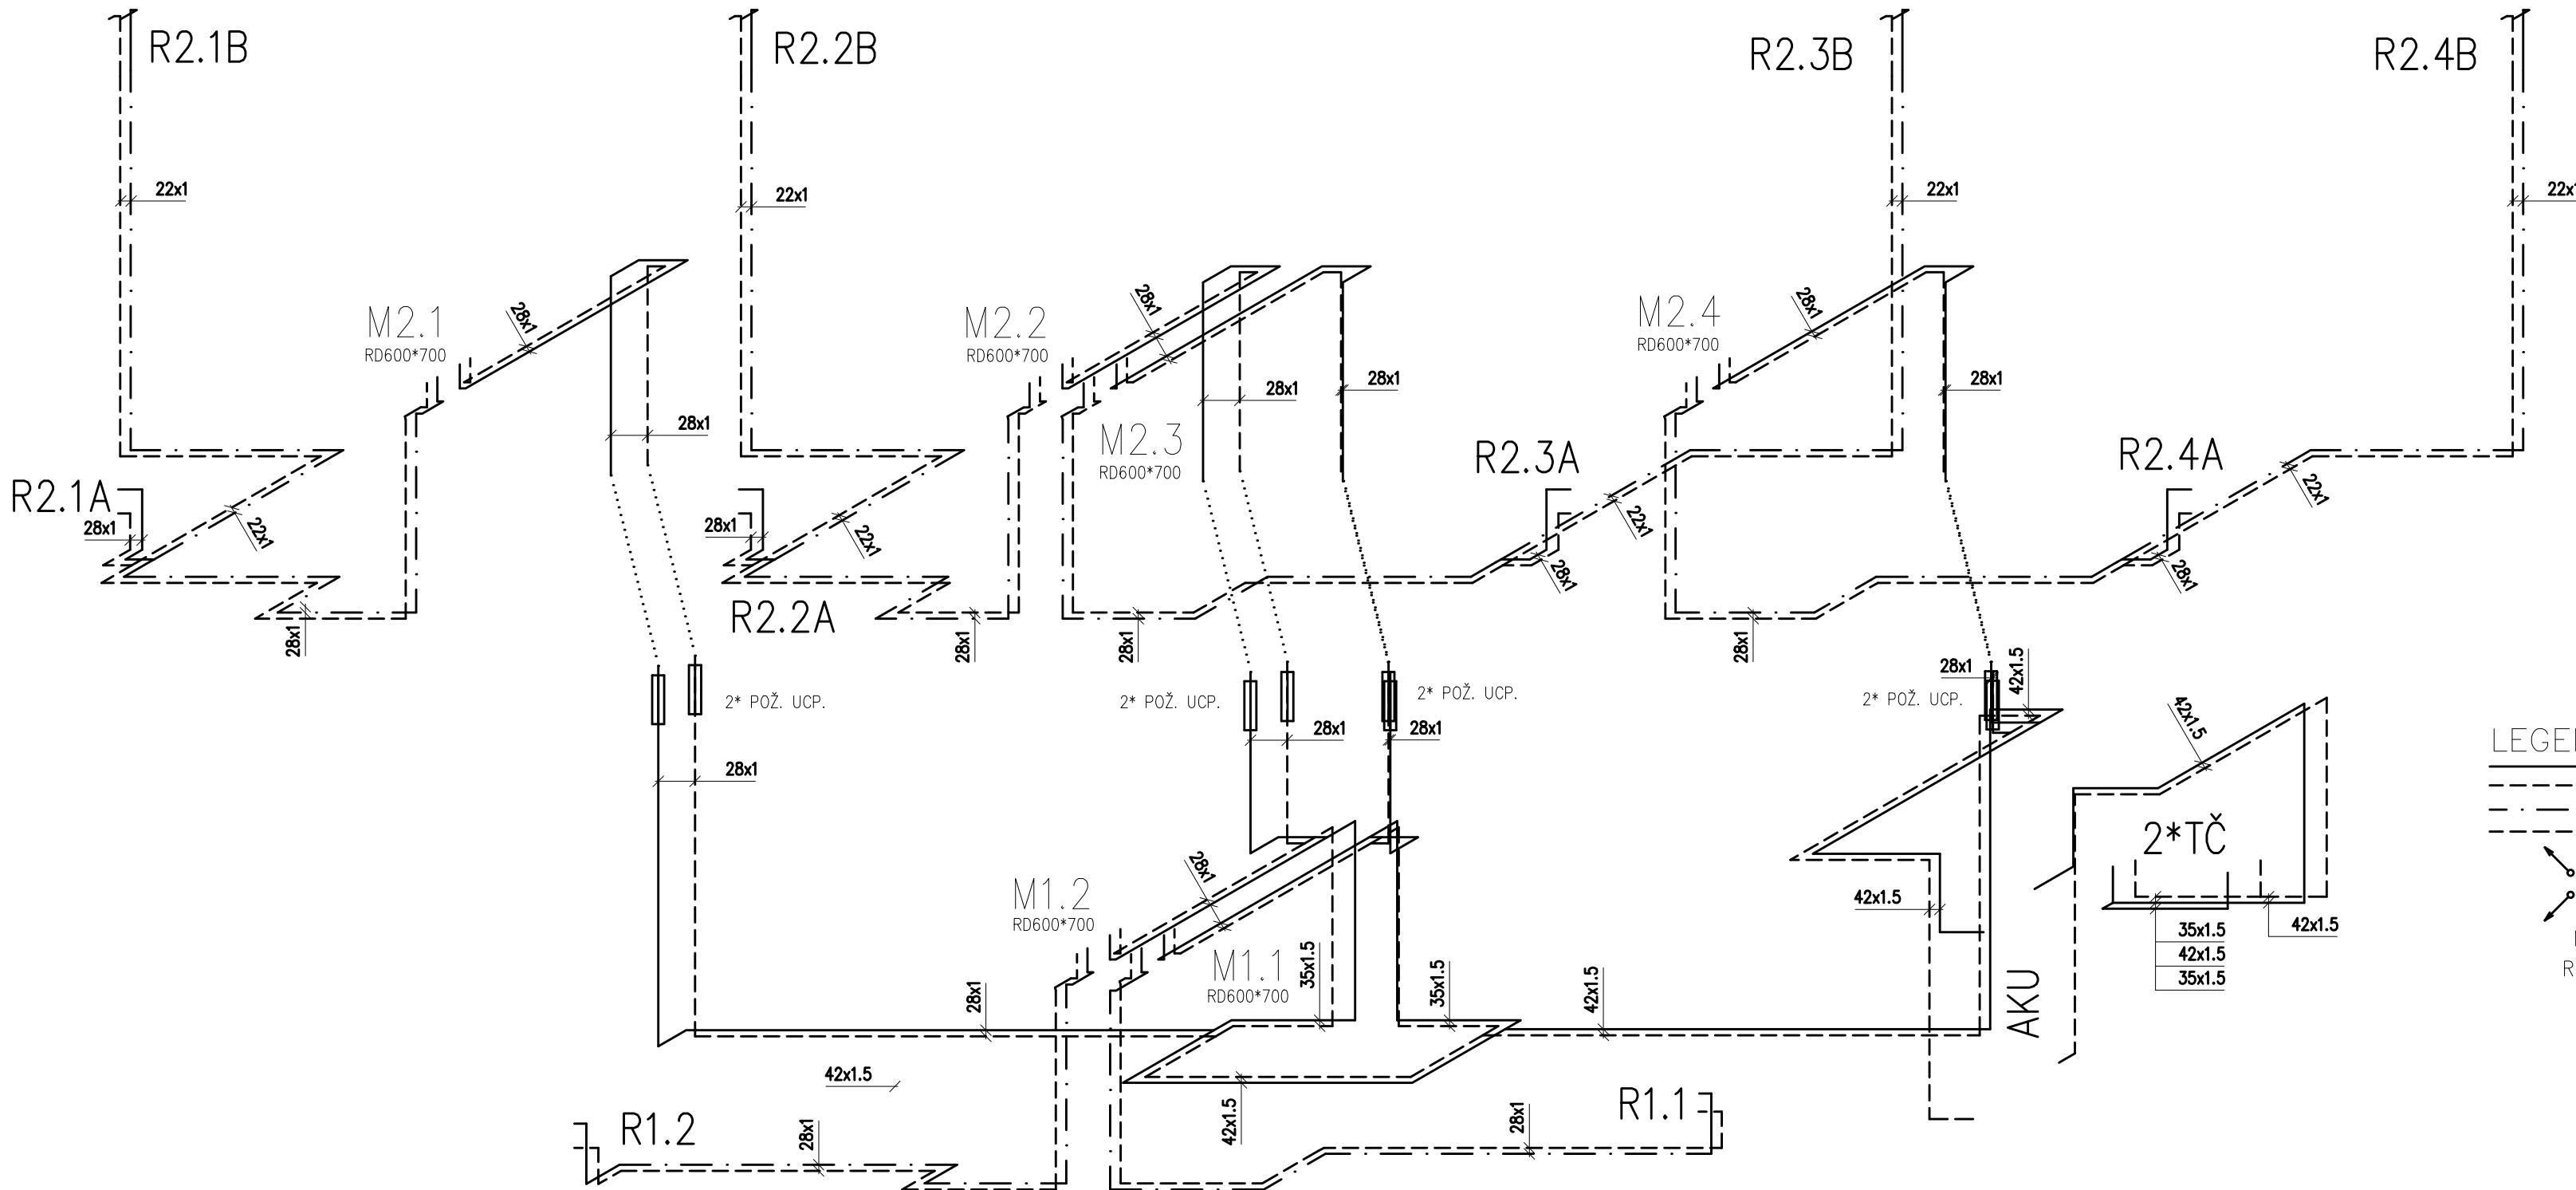 R2.1B
R2.2B
R2.3B
R2.4B
22x1
22x1
22x1
22x1
M2.1
RD600*700
28x1
M2.2
RD600*700
28x1
M2.4
RD600*700
28x1
28x1
28x1
28x1
28x1
M2.3
RD600*700
R2.3A
R2.4A
R2.1A
28x1
22x1
28x1
22x1
22x1
22x1
28x1
28x1
R2.2A
28x1
28x1
28x1
28x1
2* POŽ. UCP.
2* POŽ. UCP.
2* POŽ. UCP.
2* POŽ. UCP.
28x1
42x1.5
42x1.5
28x1
28x1
28x1
LEGE
2*TČ
M1.2
RD600*700
28x1
42x1.5
35x1.5
42x1.5
35x1.5
42x1.5
M1.1
RD600*700
35x1.5
35x1.5
42x1.5
28x1
AKU
R
42x1.5
42x1.5
R1.2
28x1
28x1
R1.1